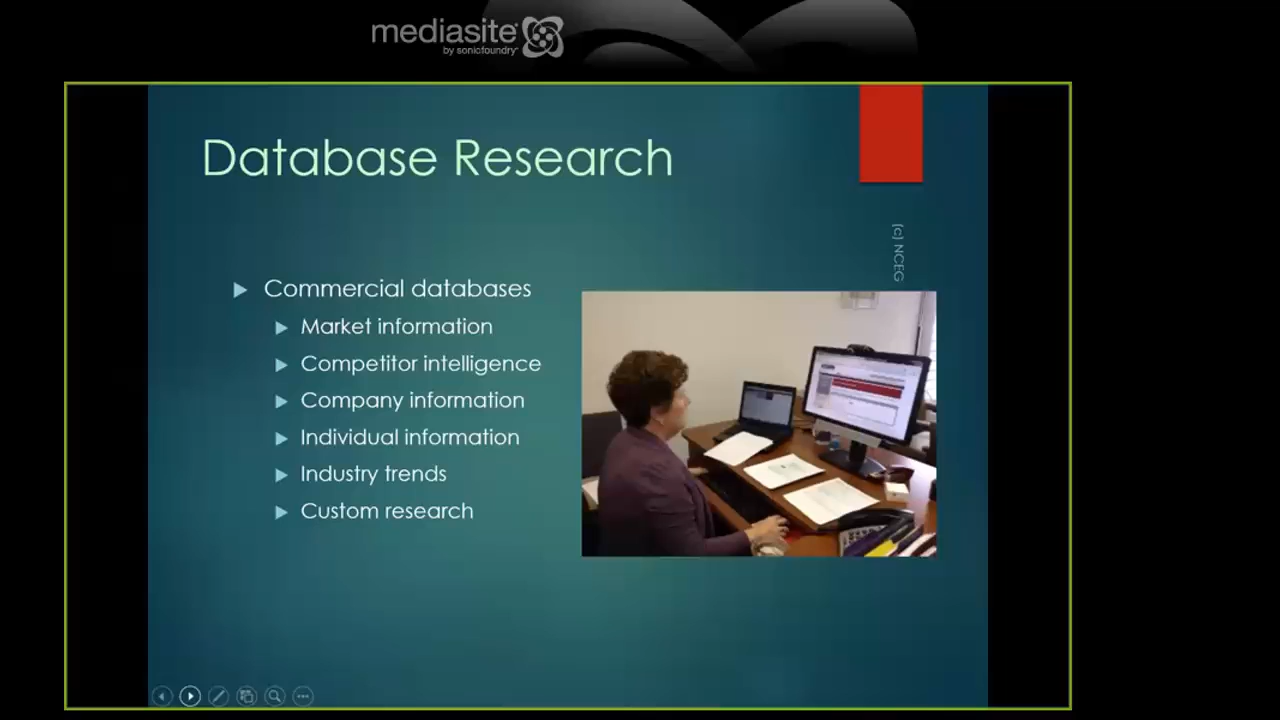 mediasite
by sonicfoundry
Database Research
(c) NCEG
Commercial databases
Market information
Competitor intelligence
Company information
Individual information
Industry trends
Custom research